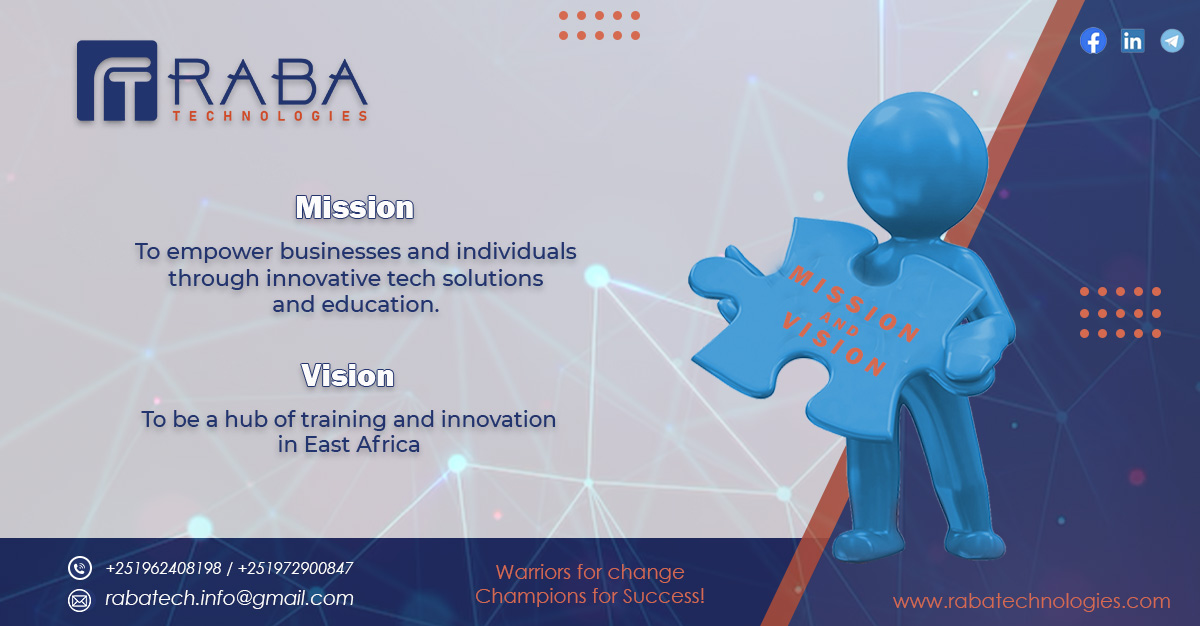 RABA
TECHNOLOGIES
Mission
To empower businesses and individuals
through innovative tech solutions
and education.
Vision
To be a hub of training and innovation
in East Africa
MISSION
AND
VISION
+251962408198 / +251972900847
rabatech.info@gmail.com
Warriors for change
Champions for Success!
www.rabatechnologies.com